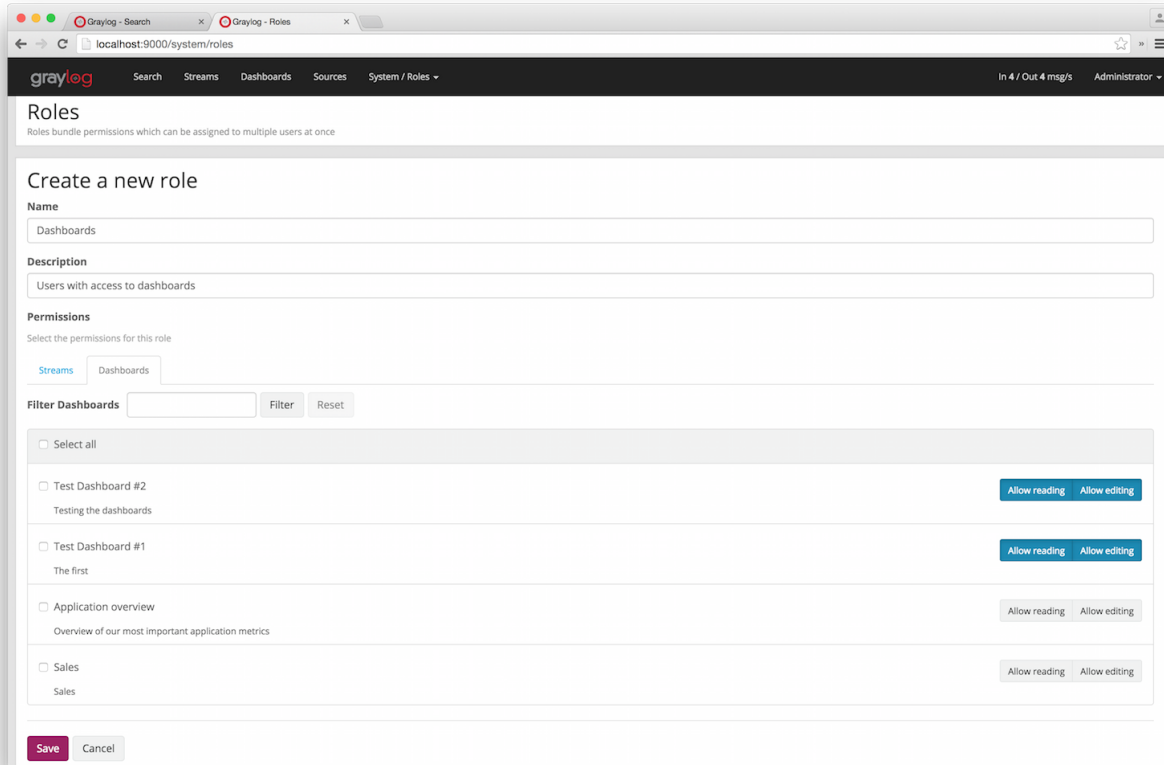 Graylog - Search
Graylog - Roles
localhost:9000/system/roles
graylog Search Streams Dashboards Sources System / Roles In 4 / Out 4 msg/s Administrator
Roles
Roles bundle permissions which can be assigned to multiple users at once
Create a new role
Name
Dashboards
Description
Users with access to dashboards
Permissions
Select the permissions for this role
Streams Dashboards
Filter Dashboards Filter Reset
Select all
Test Dashboard #2 Allow reading Allow editing
Testing the dashboards
Test Dashboard #1 Allow reading Allow editing
The first
Application overview Allow reading Allow editing
Overview of our most important application metrics
Sales Allow reading Allow editing
Sales
Save Cancel